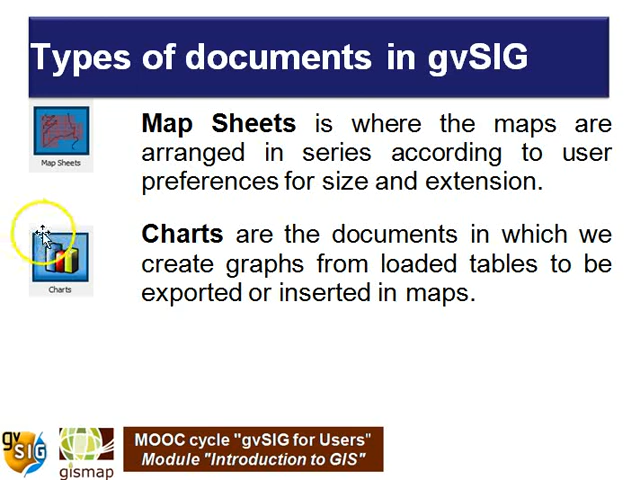 Types of documents in gvSIG
Map Sheets is where the maps are
arranged in series according to user
preferences for size and extension.
Map Sheets
Charts are the documents in which we
create graphs from loaded tables to be
exported or inserted in maps.
Charts
gv
SIG
gismap
MOOC cycle "gvSIG for Users"
Module "Introduction to GIS"